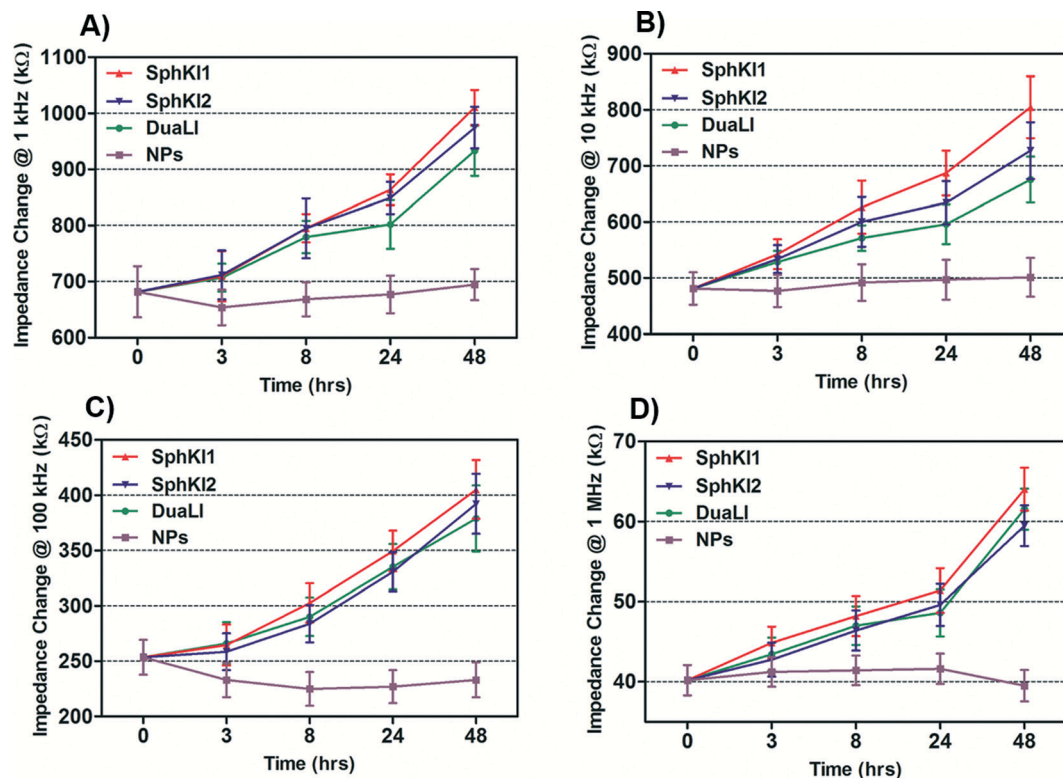 A)
Impedance Change @ 1 kHz (kΩ)
1100
1000
900
800
700
600
SphKI1
SphKI2
DuaLI
NPs
0 3 8 24 48
Time (hrs)
B)
Impedance Change @ 10 kHz (kΩ)
900
800
700
600
500
400
SphKI1
SphKI2
DuaLI
NPs
0 3 8 24 48
Time (hrs)
C)
Impedance Change @ 100 kHz (kΩ)
450
400
350
300
250
200
SphKI1
SphKI2
DuaLI
NPs
0 3 8 24 48
Time (hrs)
D)
Impedance Change @ 1 MHz (kΩ)
70
60
50
40
SphKI1
SphKI2
DuaLI
NPs
0 3 8 24 48
Time (hrs)